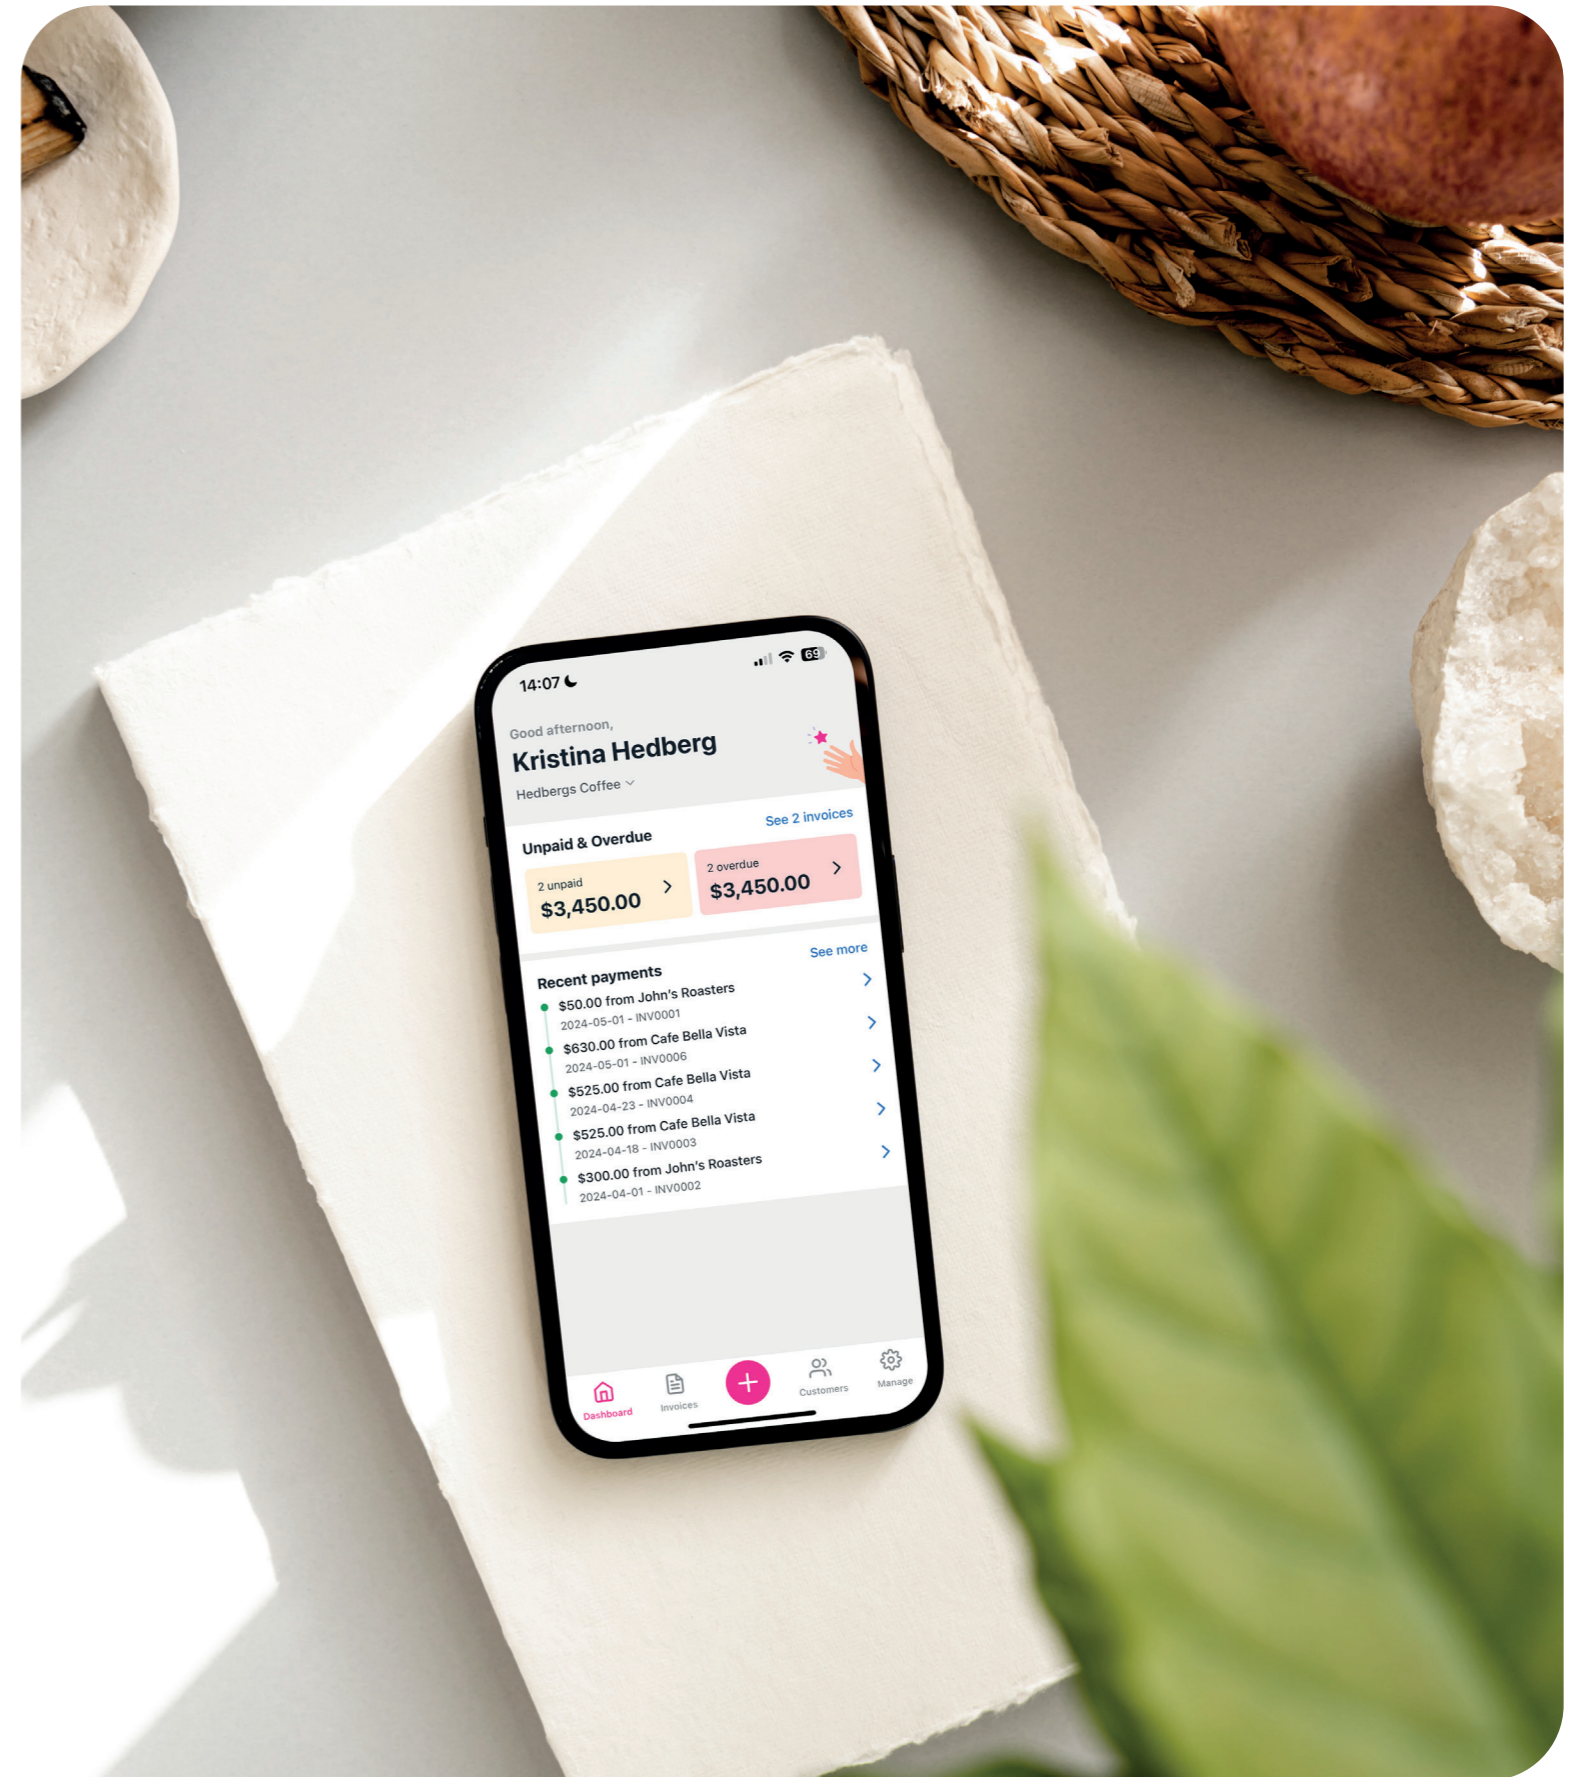 14:07
69
Good afternoon,
Kristina Hedberg
Hedbergs Coffee
Unpaid & Overdue
See 2 invoices
2 unpaid
$3,450.00
2 overdue
$3,450.00
Recent payments
See more
$50.00 from John's Roasters
2024-05-01 - INV0001
$630.00 from Cafe Bella Vista
2024-05-01 - INV0006
$525.00 from Cafe Bella Vista
2024-04-23 - INV0004
$525.00 from Cafe Bella Vista
2024-04-18 - INV0003
$300.00 from John's Roasters
2024-04-01 - INV0002
Dashboard
Invoices
Customers
Manage